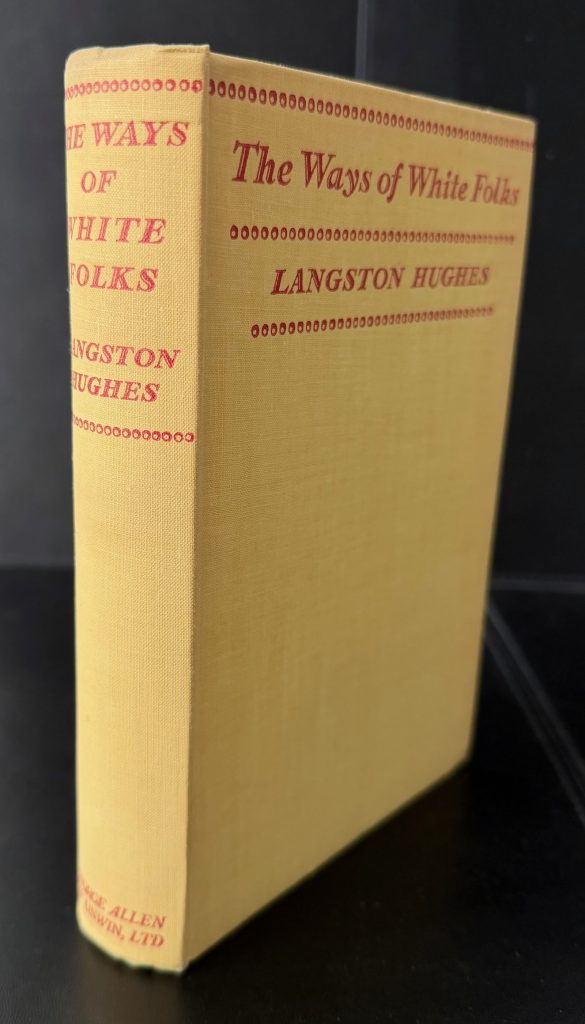 THE WAYS
OF
WHITE
FOLKS
LANGSTON
HUGHES
GEORGE ALLEN
UNWIN, LTD
The Ways of White Folks
LANGSTON HUGHES